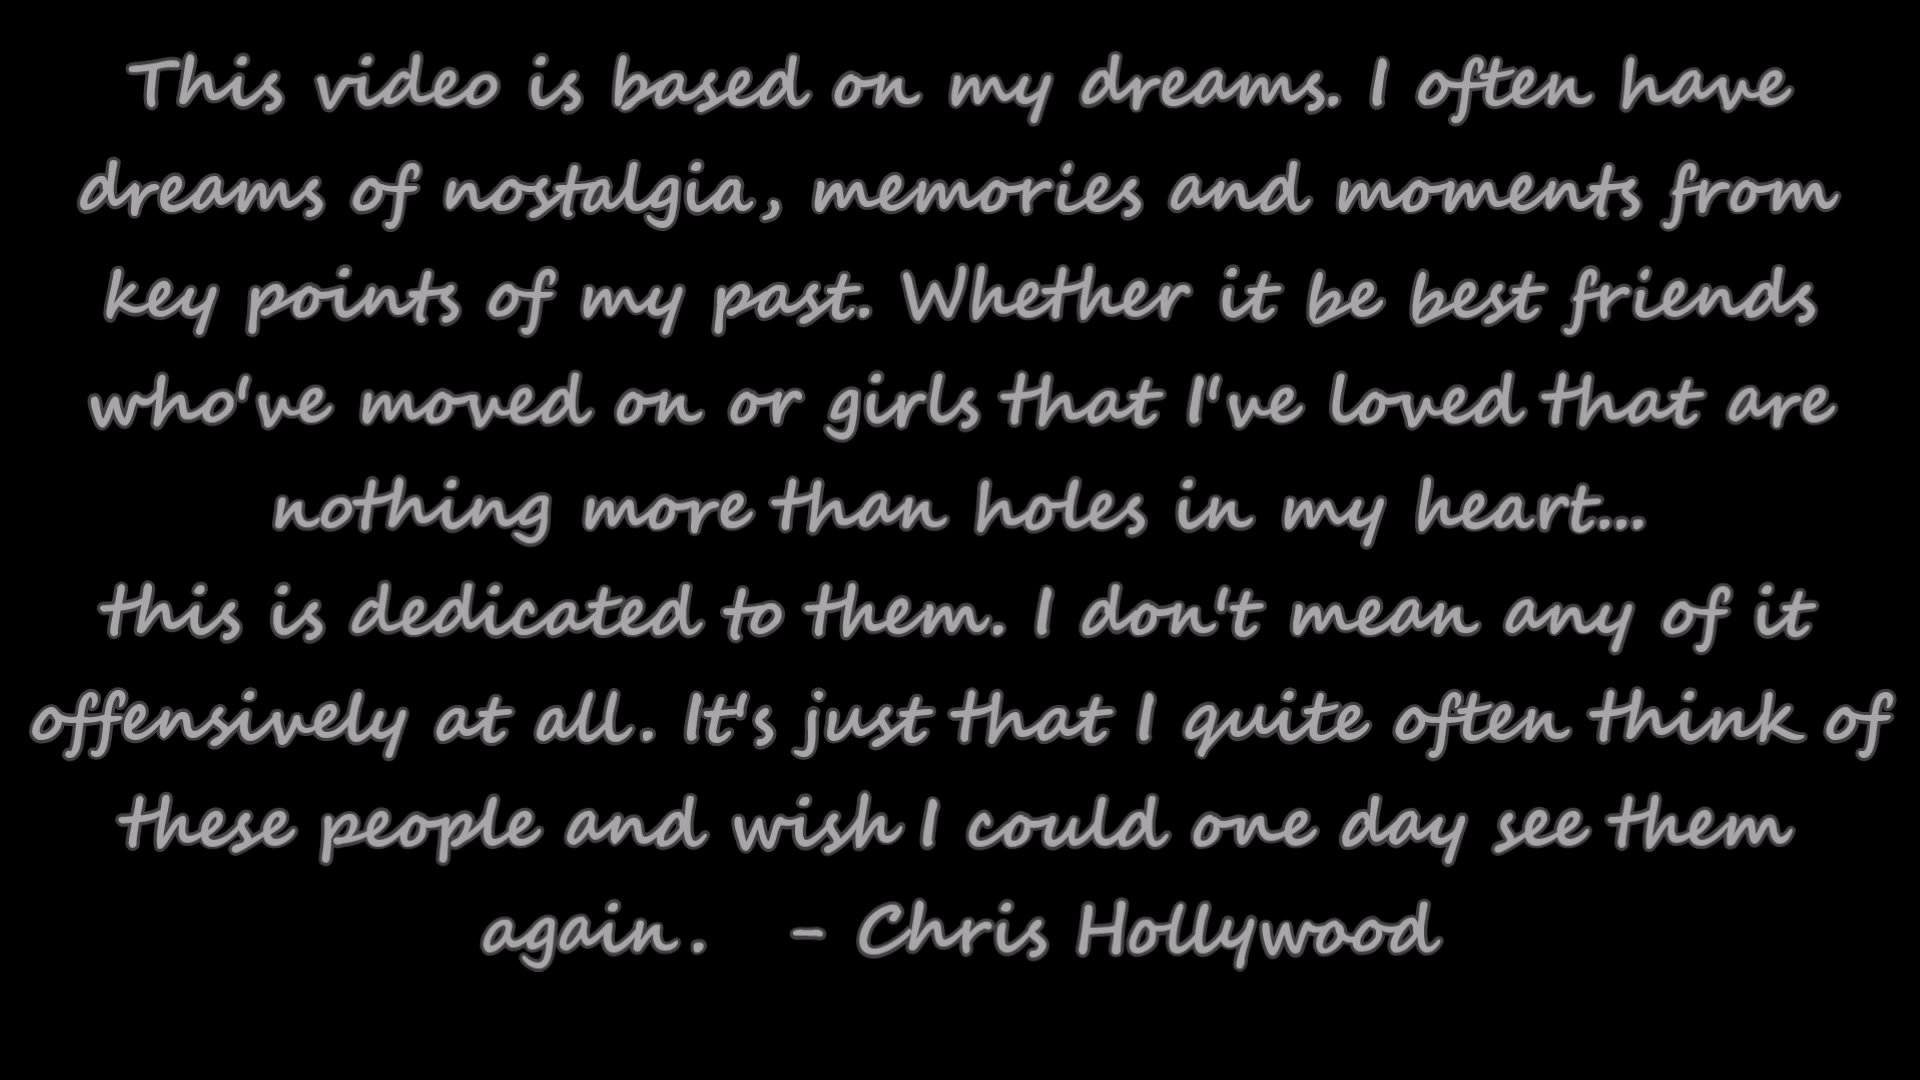 This video is based on my dreams. I often have
dreams of nostalgia, memories and moments from
key points of my past. Whether it be best friends
who've moved on or girls that I've loved that are
nothing more than holes in my heart...
this is dedicated to them. I don't mean any of it
offensively at all. It's just that I quite often think of
these people and wish I could one day see them
again. - Chris Hollywood